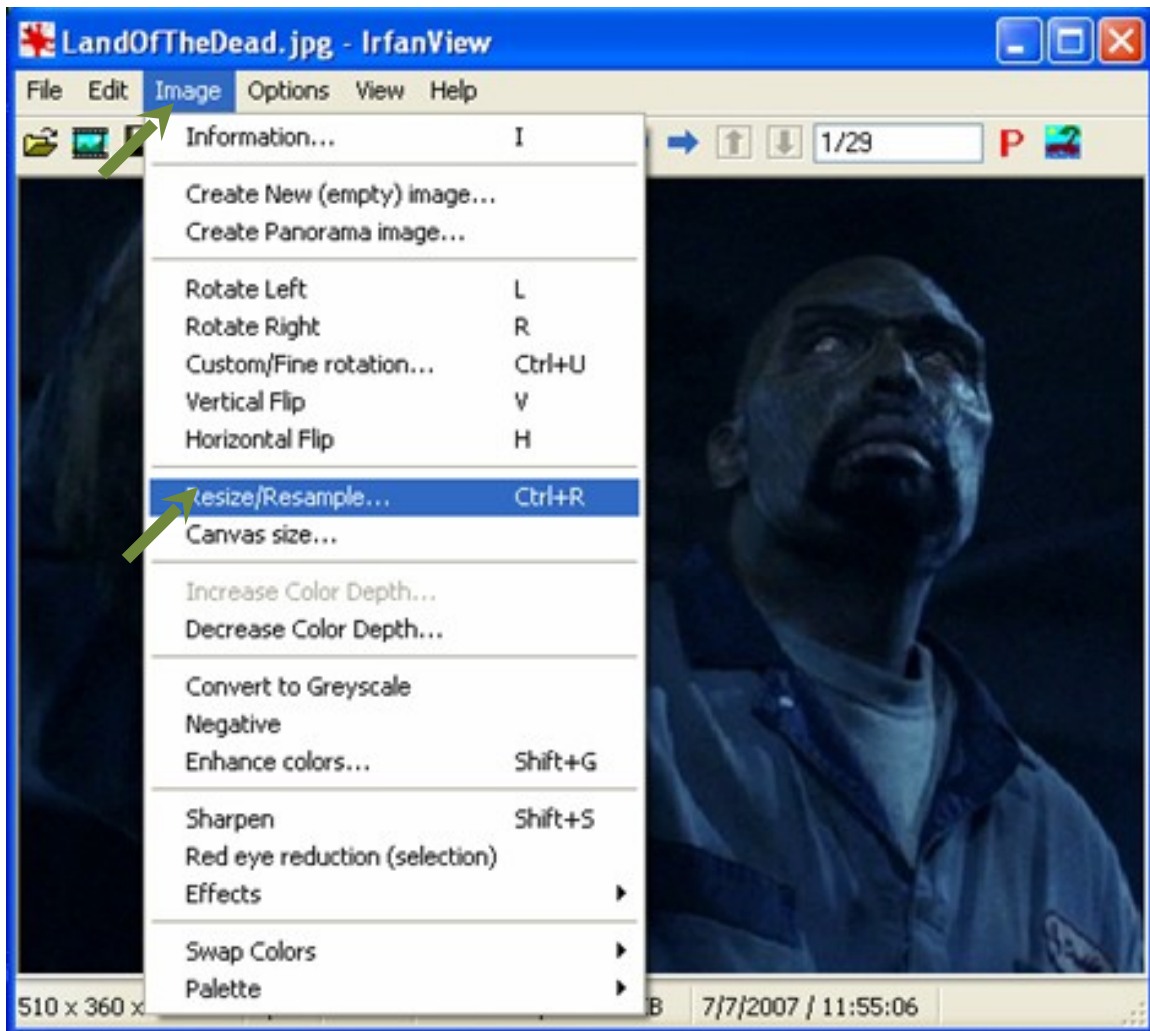 LandOfTheDead.jpg - IrfanView
File Edit Image Options View Help
1/29 P
Information... I
Create New (empty) image...
Create Panorama image...
Rotate Left L
Rotate Right R
Custom/Fine rotation... Ctrl+U
Vertical Flip V
Horizontal Flip H
Resize/Resample... Ctrl+R
Canvas size...
Increase Color Depth...
Decrease Color Depth...
Convert to Greyscale
Negative
Enhance colors... Shift+G
Sharpen Shift+S
Red eye reduction (selection)
Effects
Swap Colors
Palette
510 x 360 x 7/7/2007 / 11:55:06